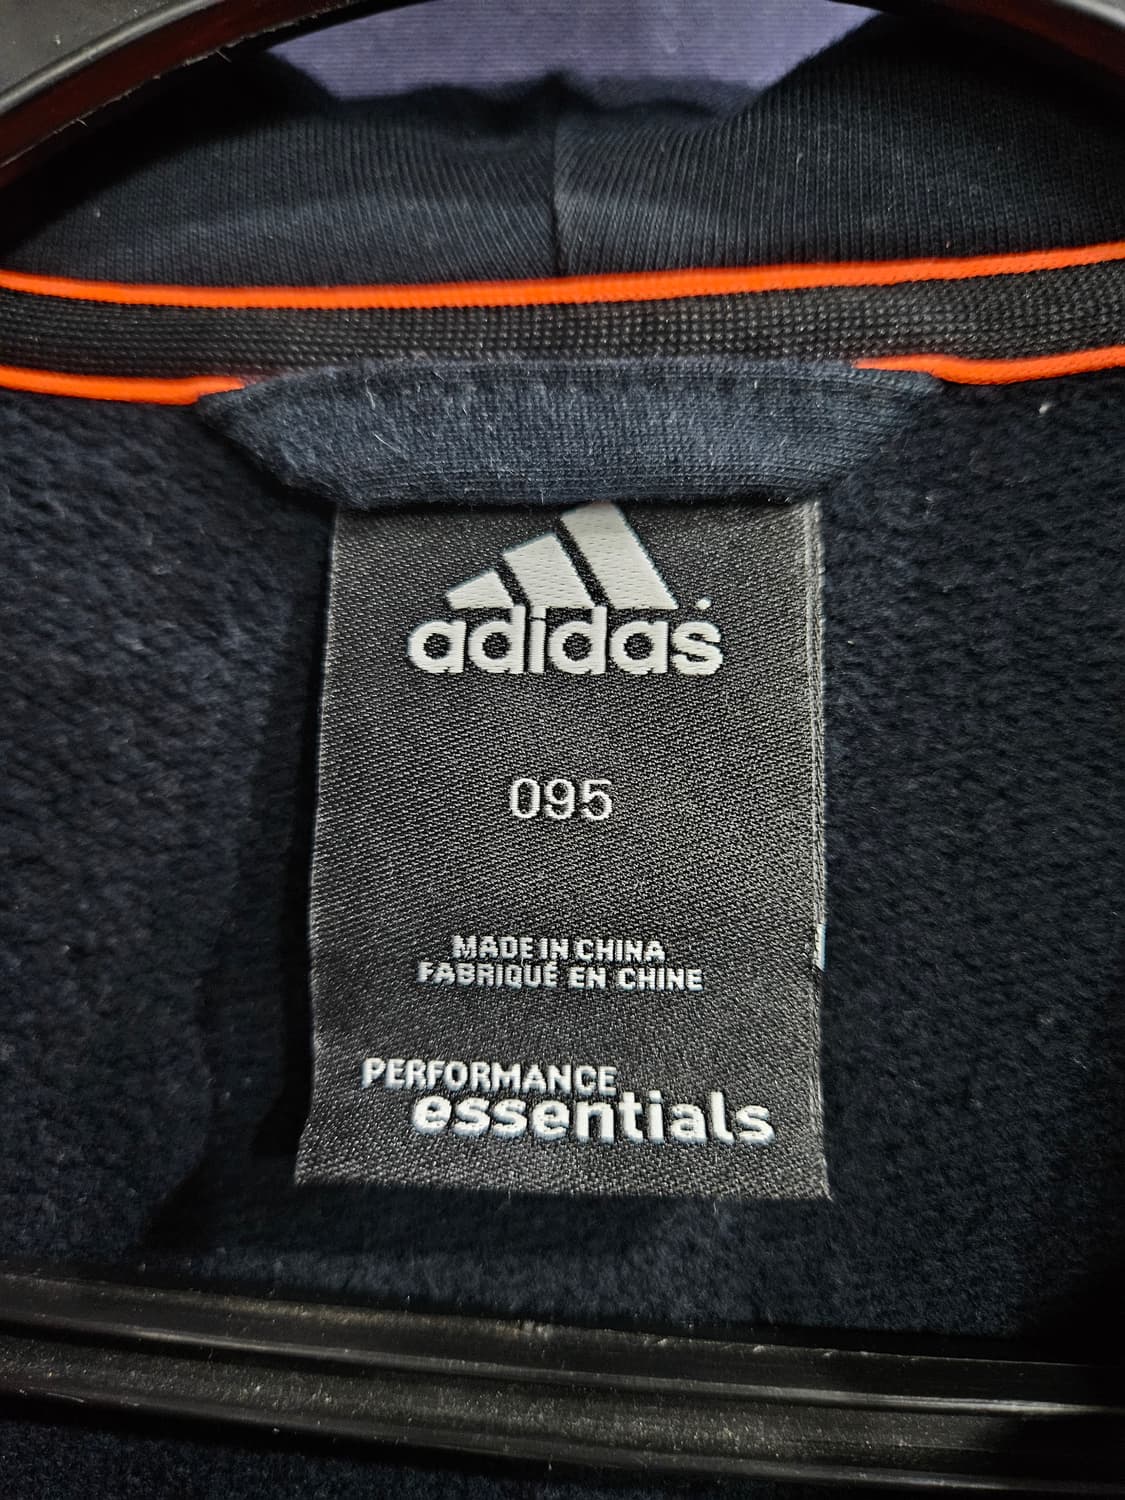 adidas
095
MADE IN CHINA
FABRIQUÉ EN CHINE
PERFORMANCE
essentials